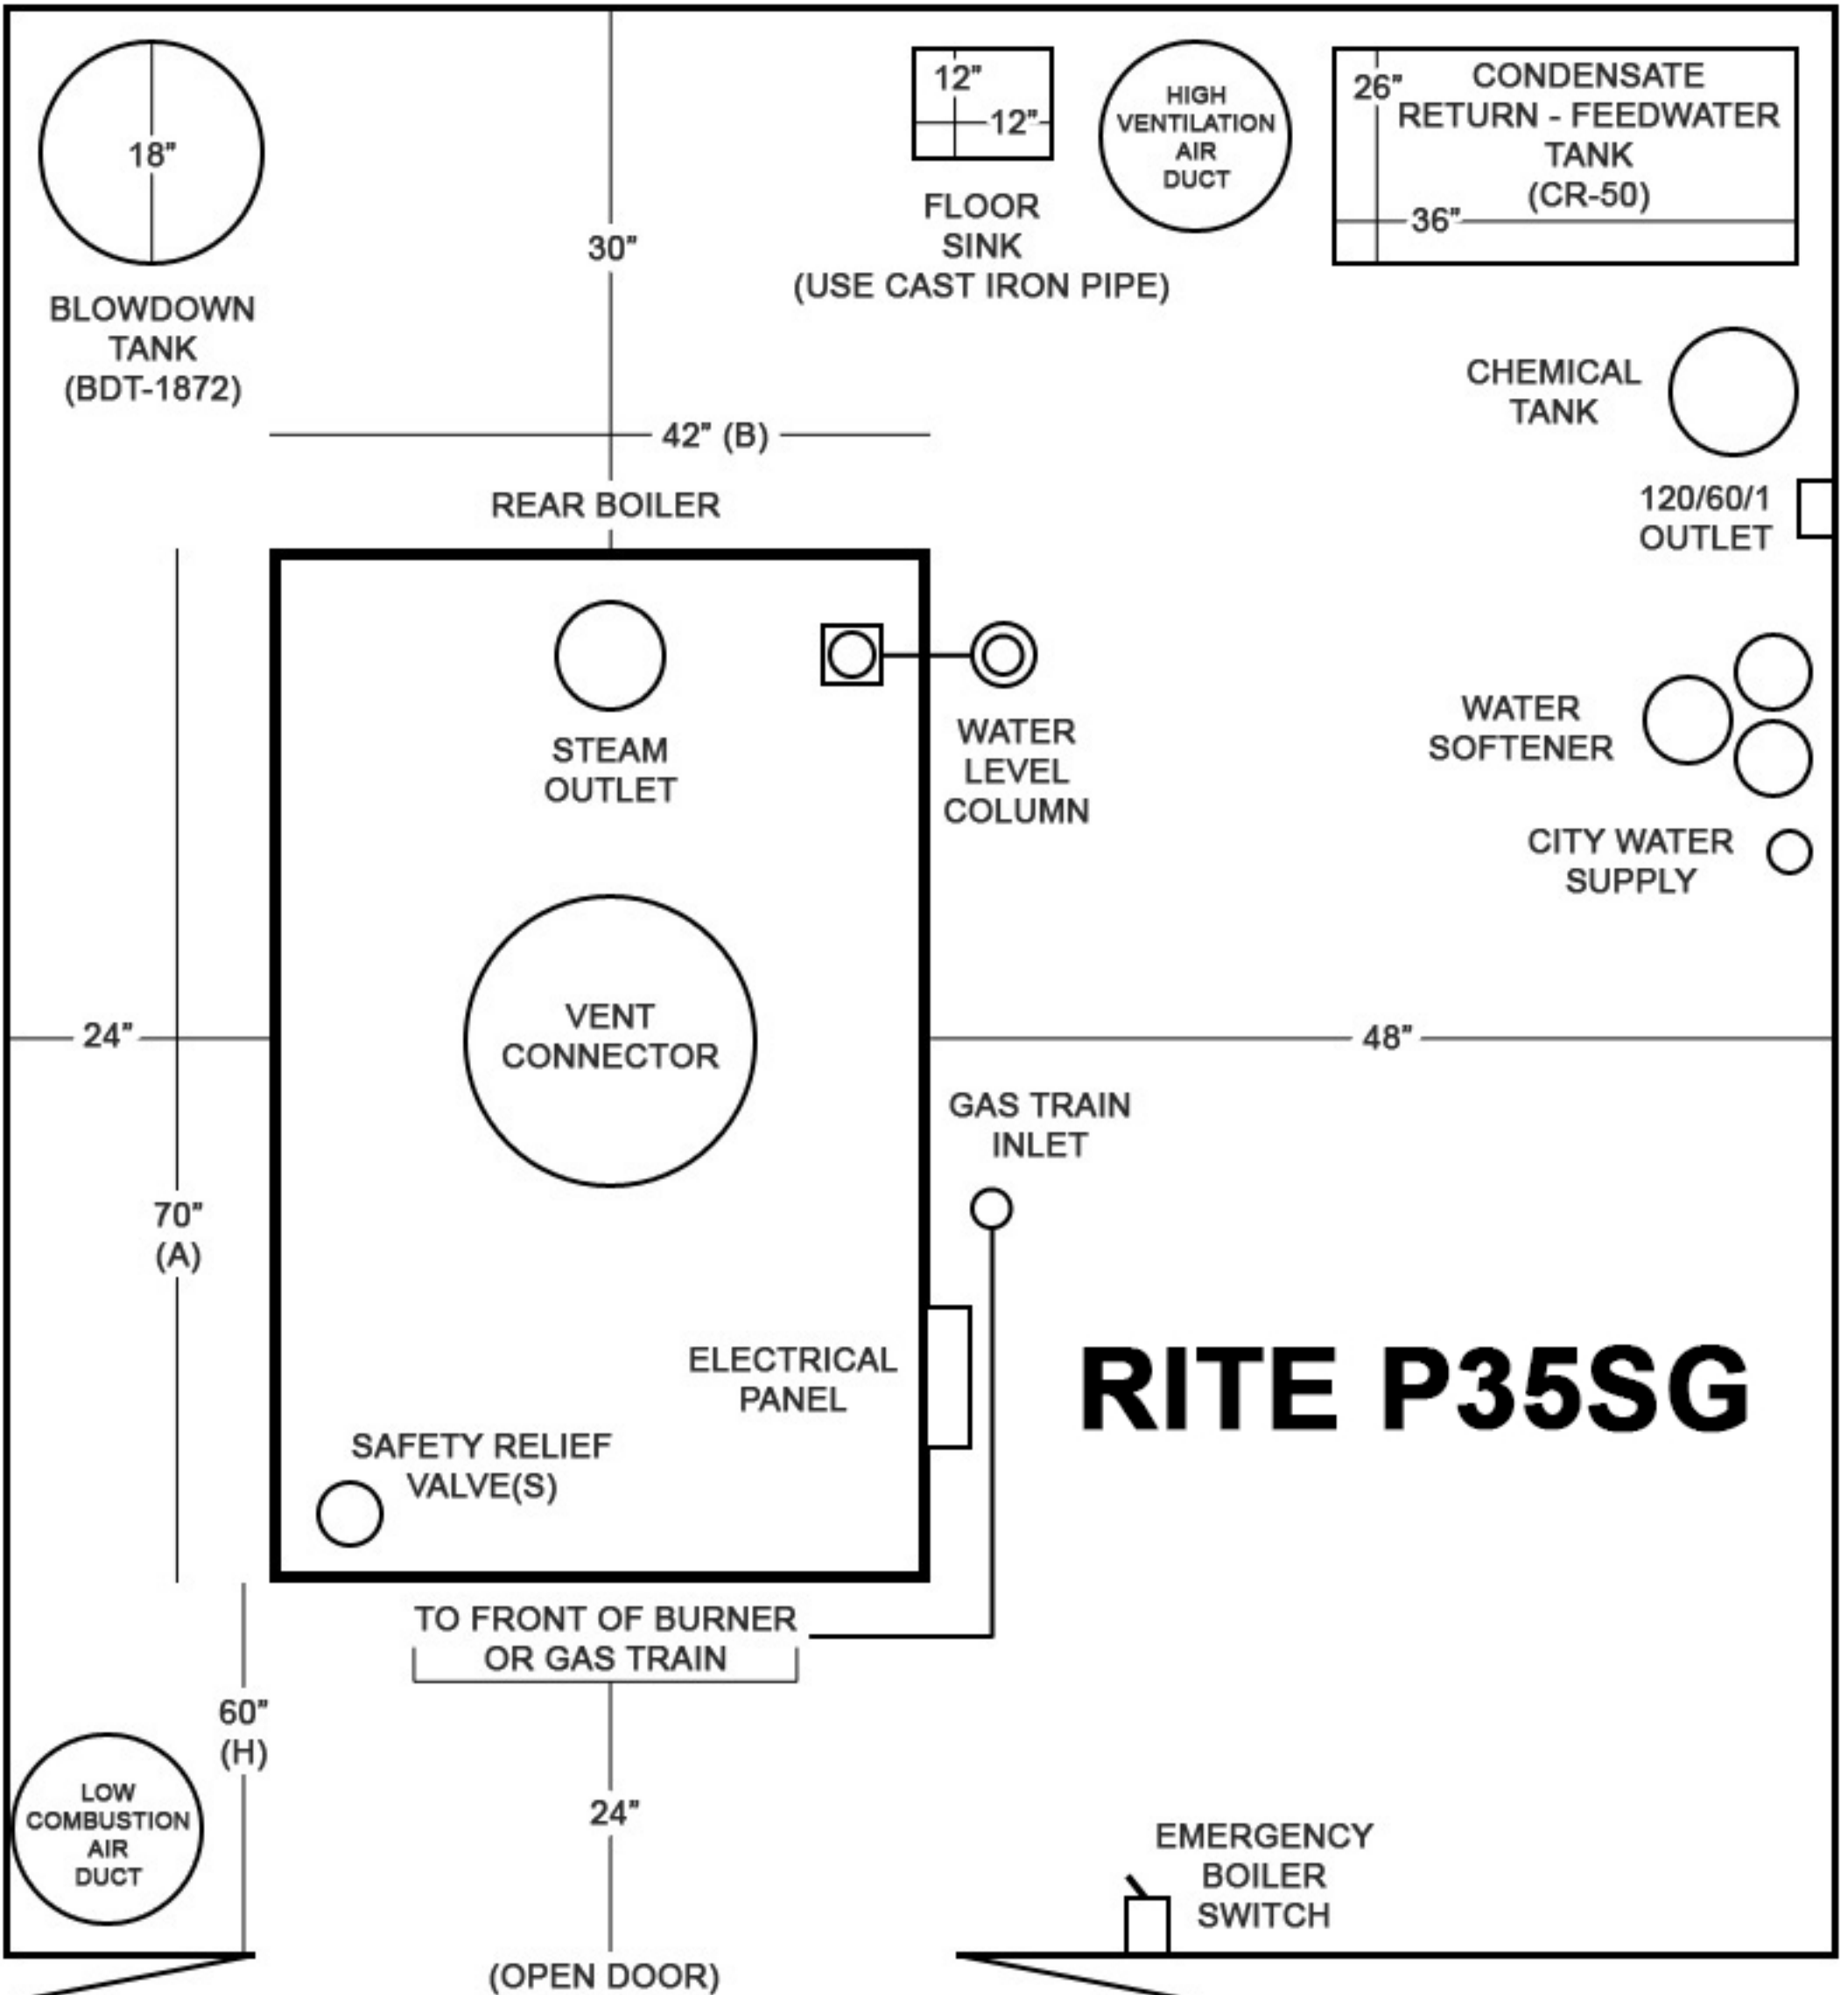 18”
BLOWDOWN
TANK
(BDT-1872)
30”
12”
12”
FLOOR
SINK
(USE CAST IRON PIPE)
HIGH
VENTILATION
AIR
DUCT
26”
CONDENSATE
RETURN - FEEDWATER
TANK
(CR-50)
36”
CHEMICAL
TANK
42” (B)
REAR BOILER
120/60/1
OUTLET
STEAM
OUTLET
WATER
LEVEL
COLUMN
WATER
SOFTENER
CITY WATER
SUPPLY
24”
VENT
CONNECTOR
48”
GAS TRAIN
INLET
70”
(A)
ELECTRICAL
PANEL
RITE P35SG
SAFETY RELIEF
VALVE(S)
TO FRONT OF BURNER
OR GAS TRAIN
60”
(H)
LOW
COMBUSTION
AIR
DUCT
24”
EMERGENCY
BOILER
SWITCH
(OPEN DOOR)